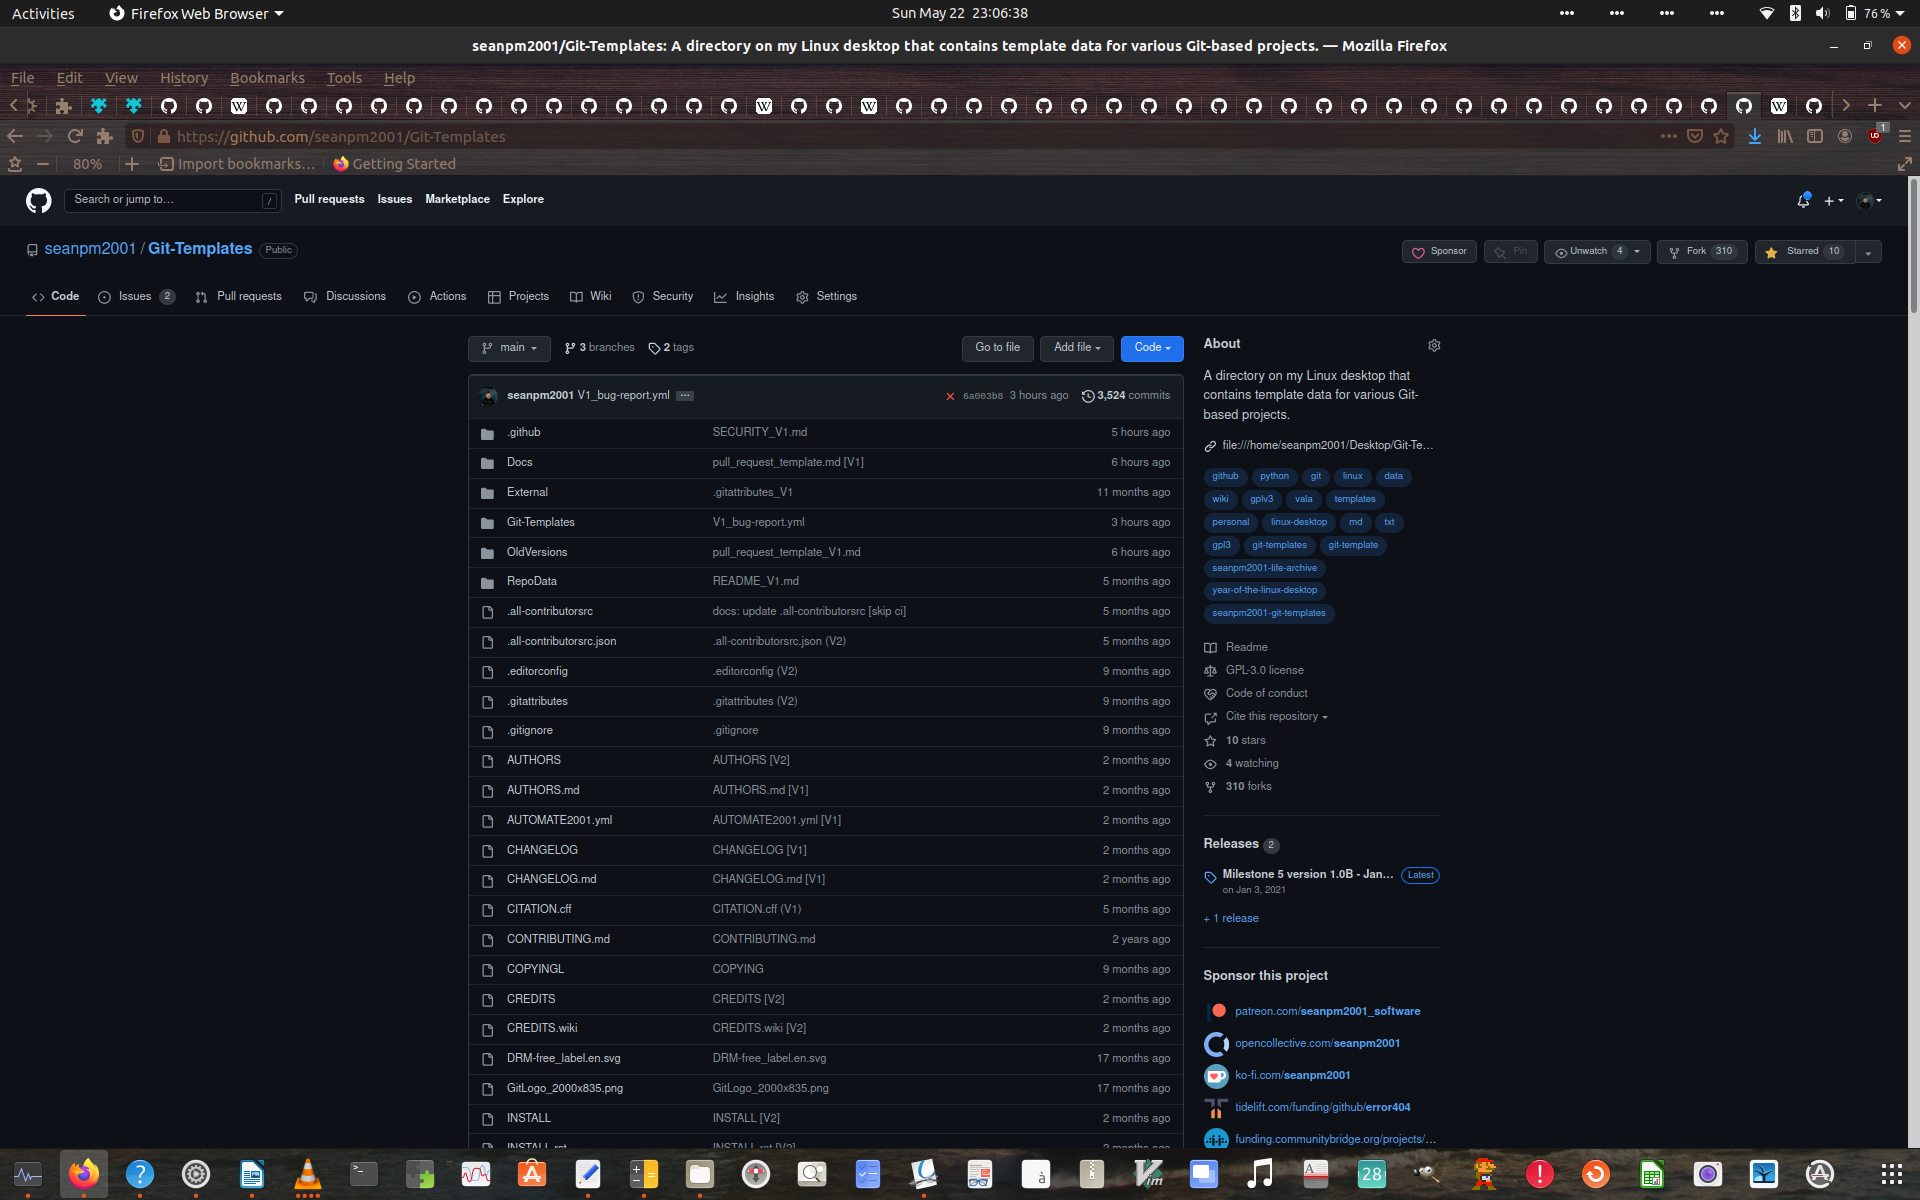 Activities Firefox Web Browser Sun May 22 23:06:38 76 %
seanpm2001/Git-Templates: A directory on my Linux desktop that contains template data for various Git-based projects. — Mozilla Firefox
File Edit View History Bookmarks Tools Help
https://github.com/seanpm2001/Git-Templates 1
80% Import bookmarks... Getting Started
Search or jump to... / Pull requests Issues Marketplace Explore
seanpm2001 / Git-Templates Public Sponsor Pin Unwatch 4 Fork 310 Starred 10
Code Issues 2 Pull requests Discussions Actions Projects Wiki Security Insights Settings
main 3 branches 2 tags Go to file Add file Code
seanpm2001 V1_bug-report.yml ... 6a003b8 3 hours ago 3,524 commits
.github SECURITY_V1.md 5 hours ago
Docs pull_request_template.md [V1] 6 hours ago
External .gitattributes_V1 11 months ago
Git-Templates V1_bug-report.yml 3 hours ago
OldVersions pull_request_template_V1.md 6 hours ago
RepoData README_V1.md 5 months ago
.all-contributorsrc docs: update .all-contributorsrc [skip ci] 5 months ago
.all-contributorsrc.json .all-contributorsrc.json (V2) 5 months ago
.editorconfig .editorconfig (V2) 9 months ago
.gitattributes .gitattributes (V2) 9 months ago
.gitignore .gitignore 9 months ago
AUTHORS AUTHORS [V2] 2 months ago
AUTHORS.md AUTHORS.md [V1] 2 months ago
AUTOMATE2001.yml AUTOMATE2001.yml [V1] 2 months ago
CHANGELOG CHANGELOG [V1] 2 months ago
CHANGELOG.md CHANGELOG.md [V1] 2 months ago
CITATION.cff CITATION.cff (V1) 5 months ago
CONTRIBUTING.md CONTRIBUTING.md 2 years ago
COPYINGL COPYING 9 months ago
CREDITS CREDITS [V2] 2 months ago
CREDITS.wiki CREDITS.wiki [V2] 2 months ago
DRM-free_label.en.svg DRM-free_label.en.svg 17 months ago
GitLogo_2000x835.png GitLogo_2000x835.png 17 months ago
INSTALL INSTALL [V2] 2 months ago
INSTALL.rst INSTALL.rst [V2] 2 months ago
About
A directory on my Linux desktop that
contains template data for various Git-
based projects.
file:///home/seanpm2001/Desktop/Git-Te...
github python git linux data
wiki gplv3 vala templates
personal linux-desktop md txt
gpl3 git-templates git-template
seanpm2001-life-archive
year-of-the-linux-desktop
seanpm2001-git-templates
Readme
GPL-3.0 license
Code of conduct
Cite this repository
10 stars
4 watching
310 forks
Releases 2
Milestone 5 version 1.0B - Jan... Latest
on Jan 3, 2021
+ 1 release
Sponsor this project
patreon.com/seanpm2001_software
opencollective.com/seanpm2001
ko-fi.com/seanpm2001
tidelift.com/funding/github/error404
funding.communitybridge.org/projects/...
28